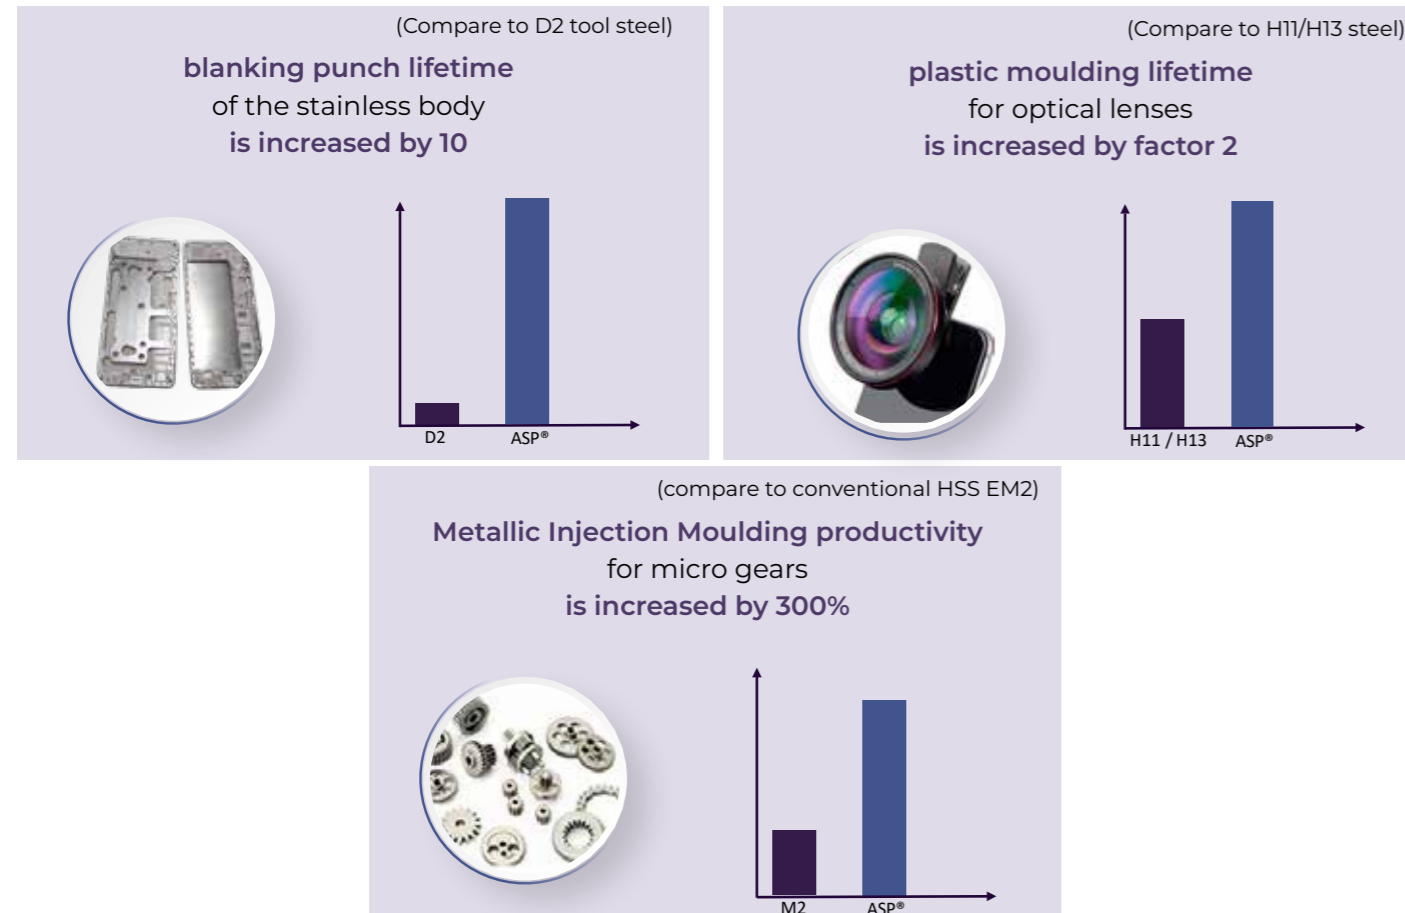 (Compare to D2 tool steel)
blanking punch lifetime
of the stainless body
is increased by 10
D2
ASP®
(Compare to H11/H13 steel)
plastic moulding lifetime
for optical lenses
is increased by factor 2
H11 / H13
ASP®
(compare to conventional HSS EM2)
Metallic Injection Moulding productivity
for micro gears
is increased by 300%
M2
ASP®